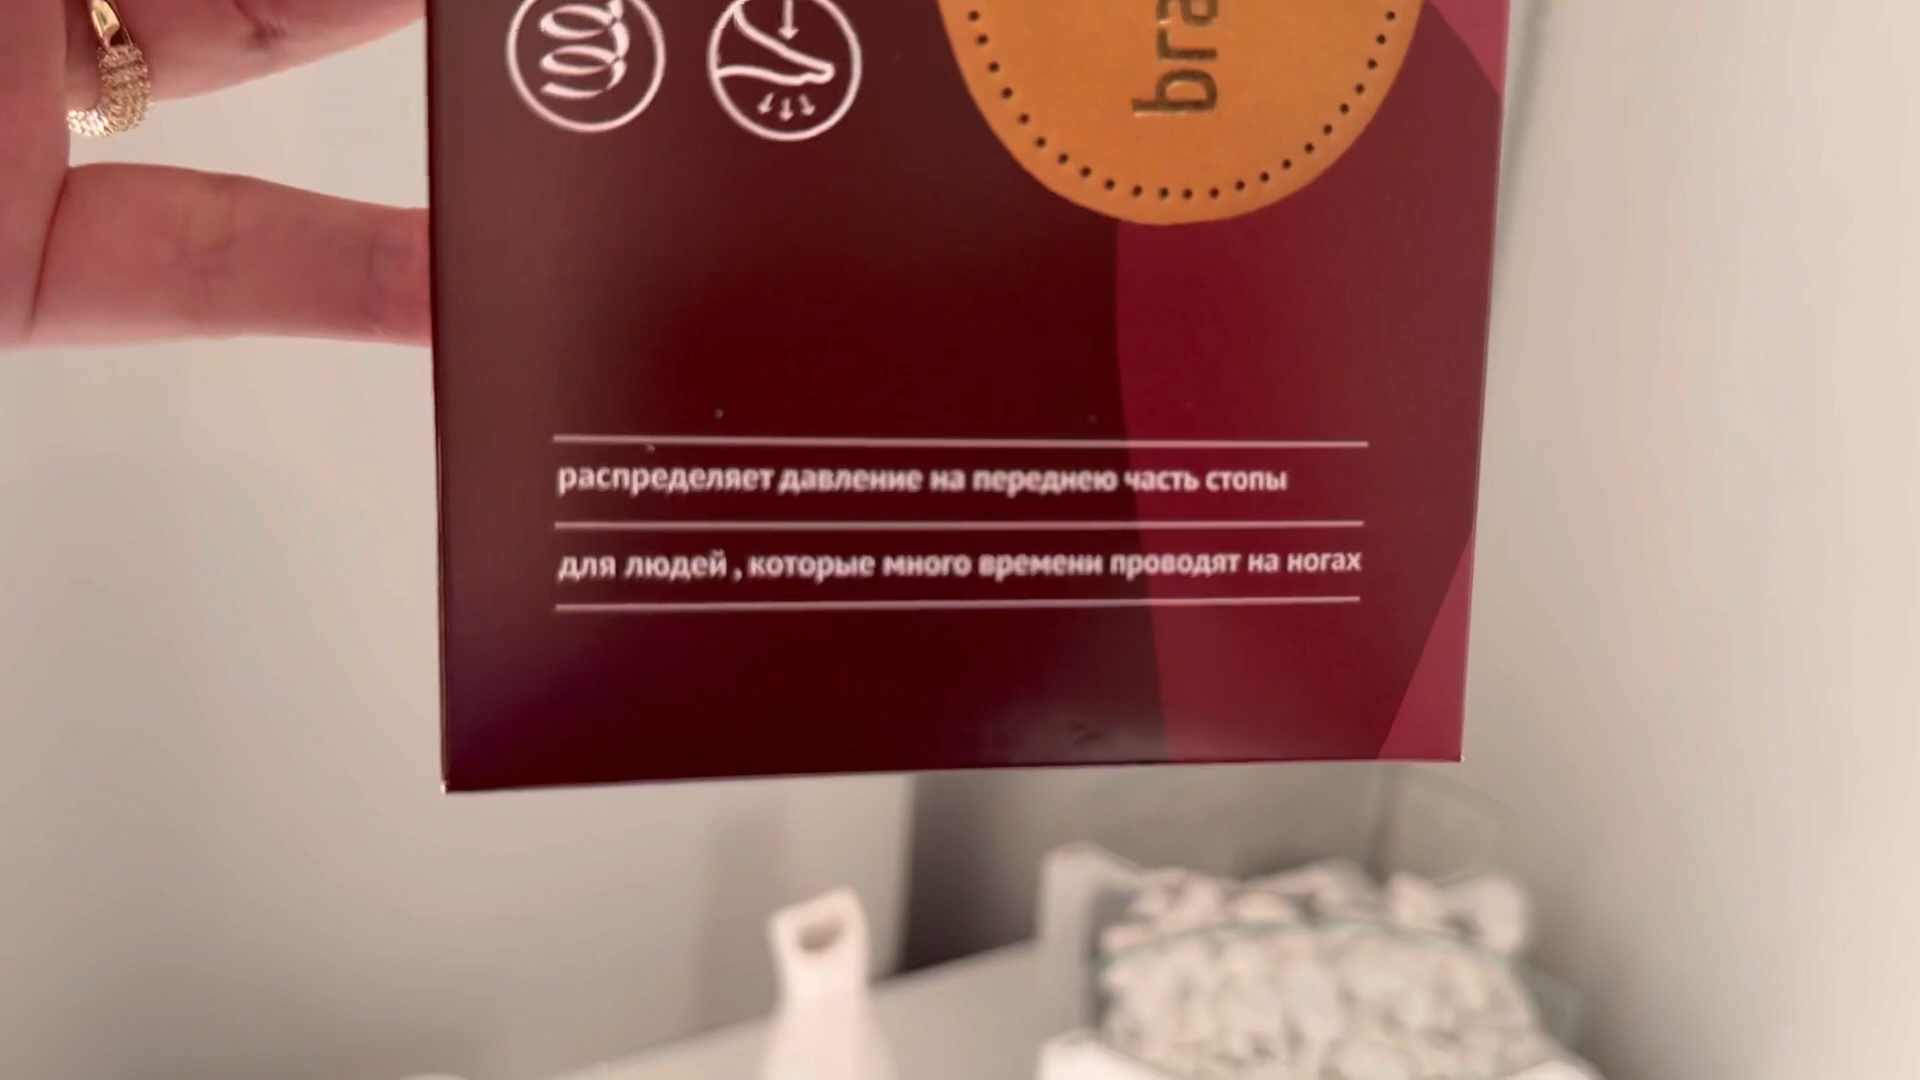 bra
распределяет давление на переднею часть стопы
для людей, которые много времени проводят на ногах